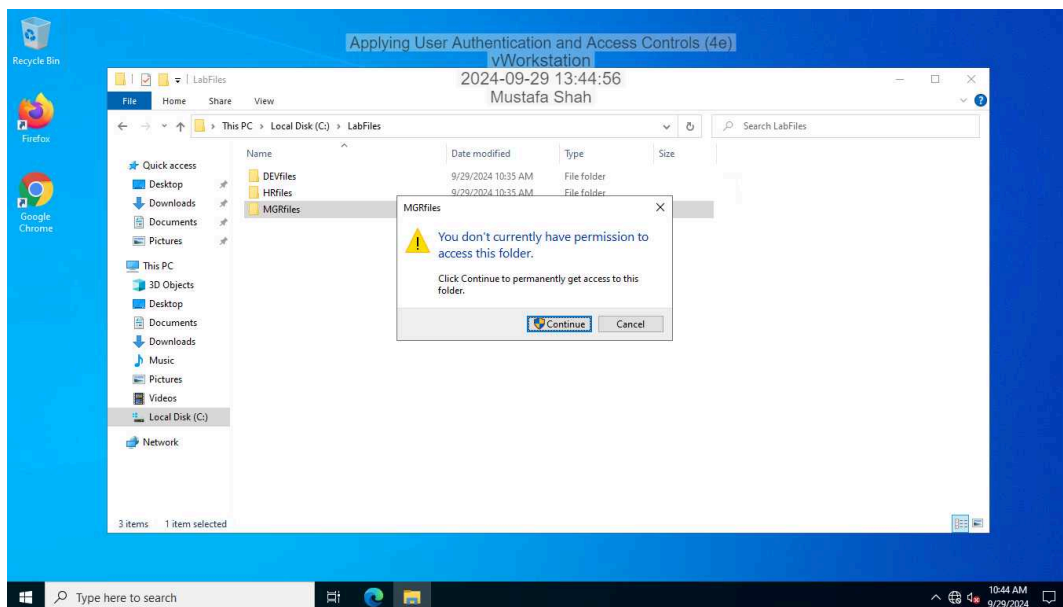 Recycle Bin
Firefox
Google
Chrome
Applying User Authentication and Access Controls (4e)
vWorkstation
2024-09-29 13:44:56
Mustafa Shah
LabFiles
File Home Share View
This PC > Local Disk (C:) > LabFiles
Search LabFiles
Name Date modified Type Size
DEVfiles 9/29/2024 10:35 AM File folder
HRfiles 9/29/2024 10:35 AM File folder
MGRfiles
Quick access
Desktop
Downloads
Documents
Pictures
This PC
3D Objects
Desktop
Documents
Downloads
Music
Pictures
Videos
Local Disk (C:)
Network
MGRfiles
You don't currently have permission to
access this folder.
Click Continue to permanently get access to this
folder.
Continue Cancel
3 items 1 item selected
Type here to search
10:44 AM
9/29/2024